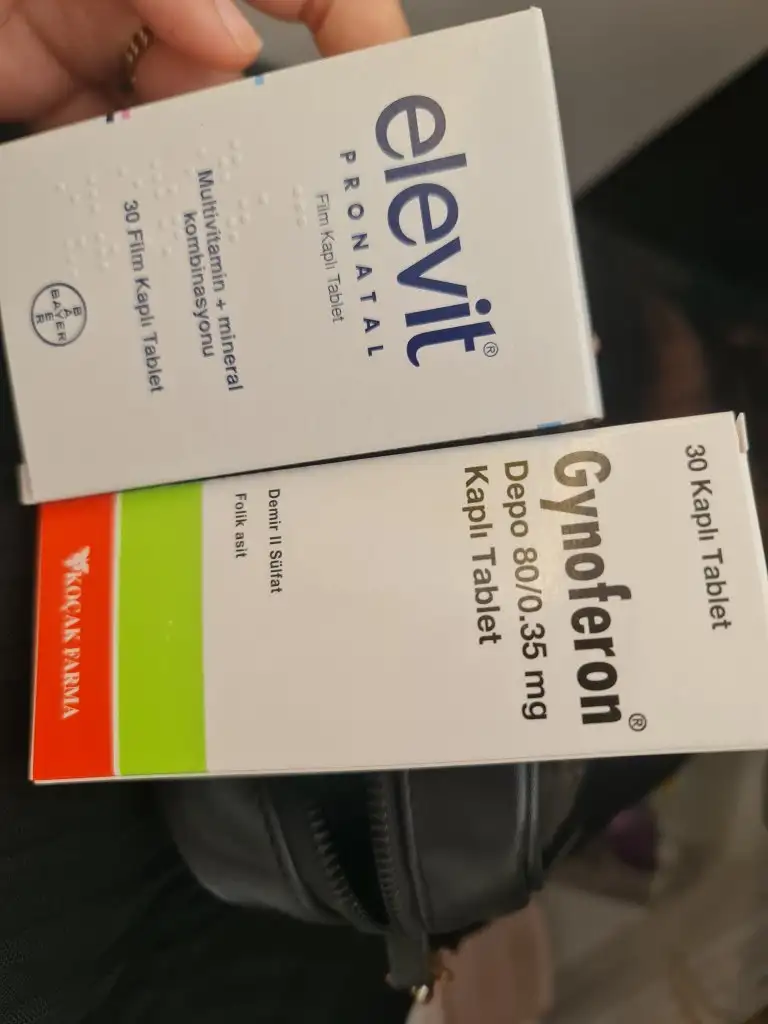 elevit®
PRONATAL
Film Kaplı Tablet
Multivitamin + mineral
kombinasyonu
30 Film Kaplı Tablet
BAYER
BAYER
30 Kaplı Tablet
Gynoferon®
Depo 80/0.35 mg
Kaplı Tablet
Demir II Sülfat
Folik asit
KOÇAK FARMA